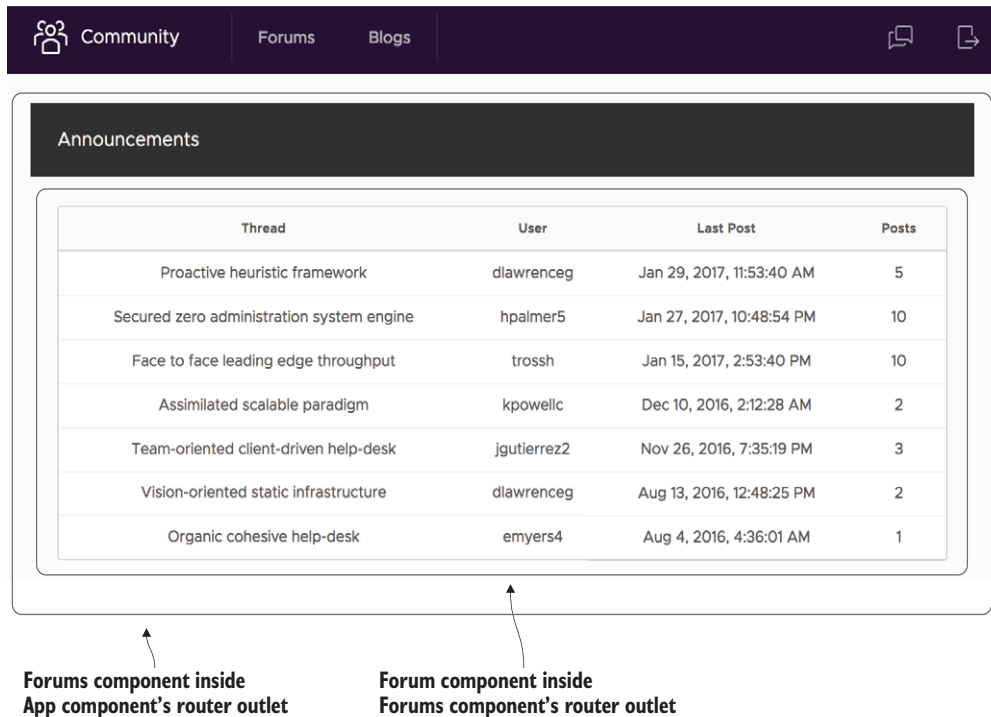 Community Forums Blogs
Announcements
Thread User Last Post Posts
Proactive heuristic framework dlawrenceg Jan 29, 2017, 11:53:40 AM 5
Secured zero administration system engine hpalmer5 Jan 27, 2017, 10:48:54 PM 10
Face to face leading edge throughput trossh Jan 15, 2017, 2:53:40 PM 10
Assimilated scalable paradigm kpowellc Dec 10, 2016, 2:12:28 AM 2
Team-oriented client-driven help-desk jgutierrez2 Nov 26, 2016, 7:35:19 PM 3
Vision-oriented static infrastructure dlawrenceg Aug 13, 2016, 12:48:25 PM 2
Organic cohesive help-desk emyers4 Aug 4, 2016, 4:36:01 AM 1
Forums component inside
App component’s router outlet
Forum component inside
Forums component’s router outlet